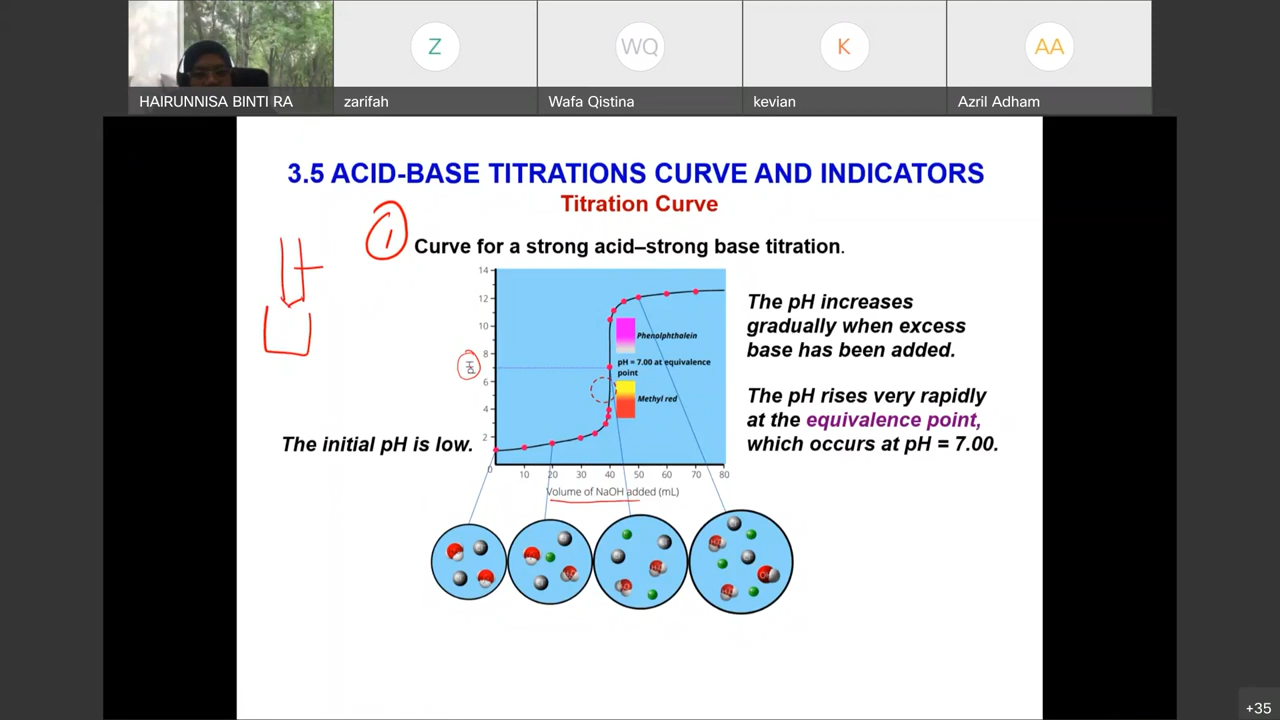 Z
WQ
K
AA
HAIRUNNISA BINTI RA
zarifah
Wafa Qistina
kevian
Azril Adham
3.5 ACID-BASE TITRATIONS CURVE AND INDICATORS
Titration Curve
1
Curve for a strong acid–strong base titration.
14
12
10
8
6
4
2
0
pH
Phenolphthalein
pH = 7.00 at equivalence
point
Methyl red
10 20 30 40 50 60 70 80
Volume of NaOH added (mL)
The initial pH is low.
The pH increases
gradually when excess
base has been added.
The pH rises very rapidly
at the equivalence point,
which occurs at pH = 7.00.
+35